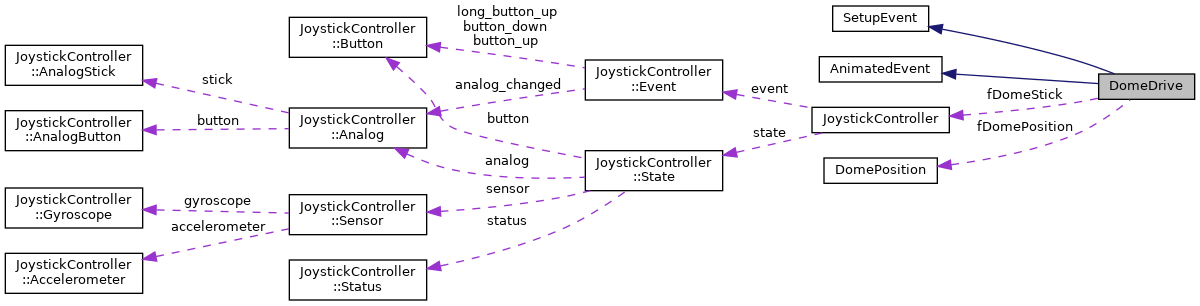 long_button_up
button_down
button_up
SetupEvent
JoystickController
::Button
JoystickController
::AnalogStick
stick
analog_changed
JoystickController
::Event
event
AnimatedEvent
DomeDrive
fDomeStick
JoystickController
::AnalogButton
button
JoystickController
::Analog
button
JoystickController
fDomePosition
state
analog
JoystickController
::State
DomePosition
sensor
JoystickController
::Gyroscope
gyroscope
JoystickController
::Sensor
accelerometer
status
JoystickController
::Accelerometer
JoystickController
::Status